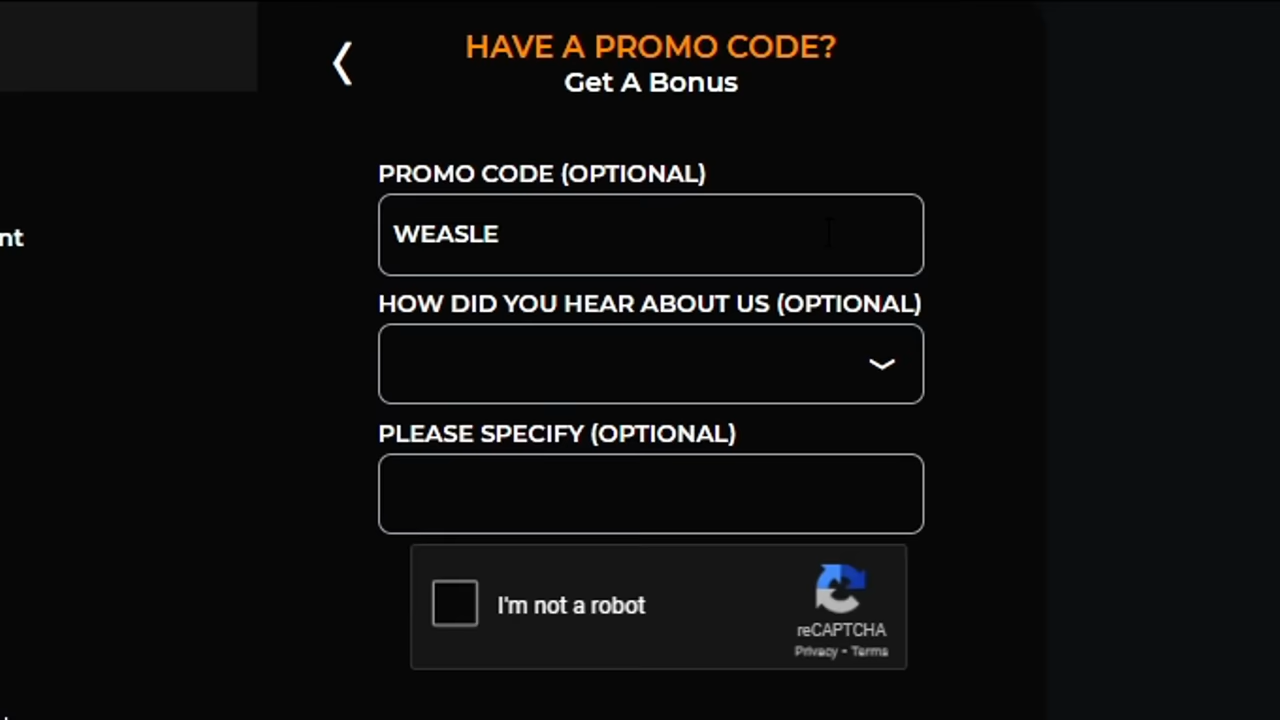 HAVE A PROMO CODE?
Get A Bonus
PROMO CODE (OPTIONAL)
WEASLE
nt
HOW DID YOU HEAR ABOUT US (OPTIONAL)
PLEASE SPECIFY (OPTIONAL)
I'm not a robot
reCAPTCHA
Privacy - Terms